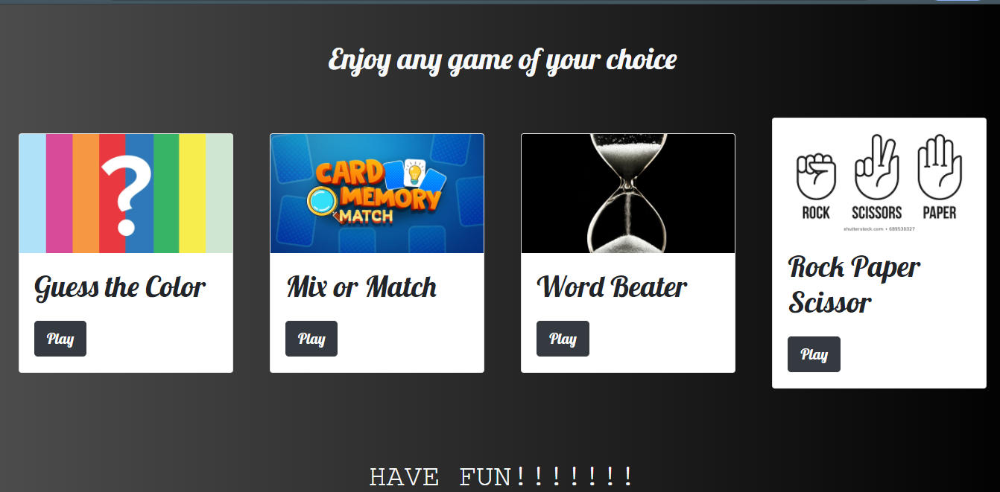 Enjoy any game of your choice
?
CARD
MEMORY
MATCH
Guess the Color
Play
Mix or Match
Play
Word Beater
Play
ROCK SCISSORS PAPER
shutterstock.com • 689530327
Rock Paper
Scissor
Play
HAVE FUN!!!!!!!